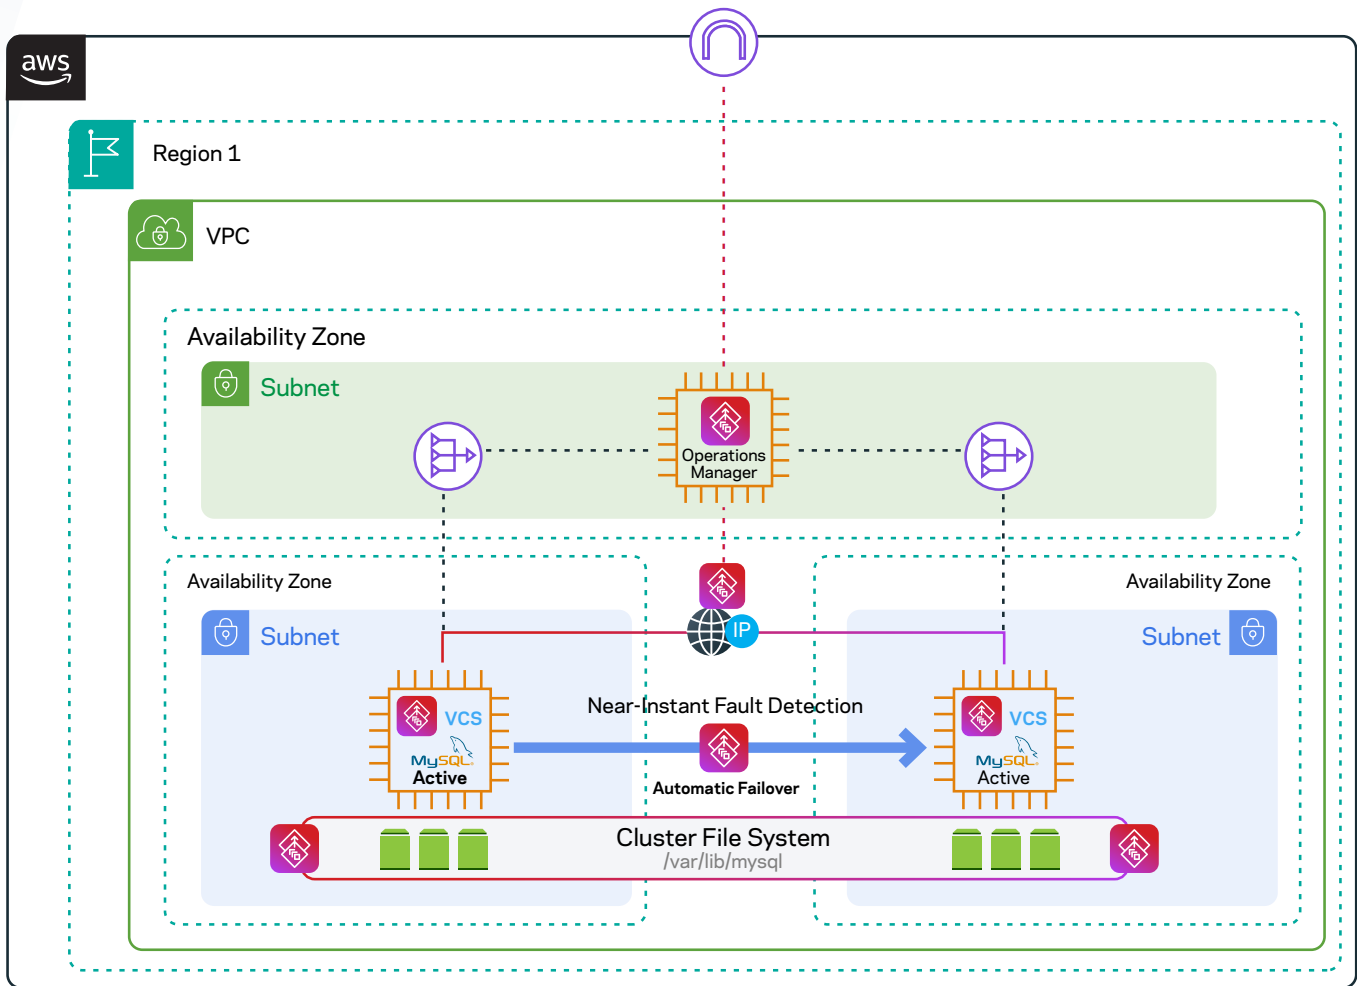 aws
Region 1
VPC
Availability Zone
Subnet
Operations
Manager
Availability Zone
Availability Zone
IP
Subnet
Subnet
Near-Instant Fault Detection
VCS
VCS
MySQL
MySQL
Active
Active
Automatic Failover
Cluster File System
/var/lib/mysql